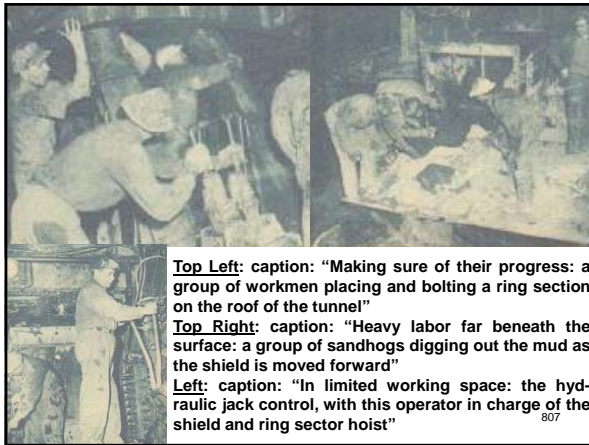 Top Left: caption: “Making sure of their progress: a
group of workmen placing and bolting a ring section
on the roof of the tunnel”
Top Right: caption: “Heavy labor far beneath the
surface: a group of sandhogs digging out the mud as
the shield is moved forward”
Left: caption: “In limited working space: the hyd-
raulic jack control, with this operator in charge of the
shield and ring sector hoist”
807